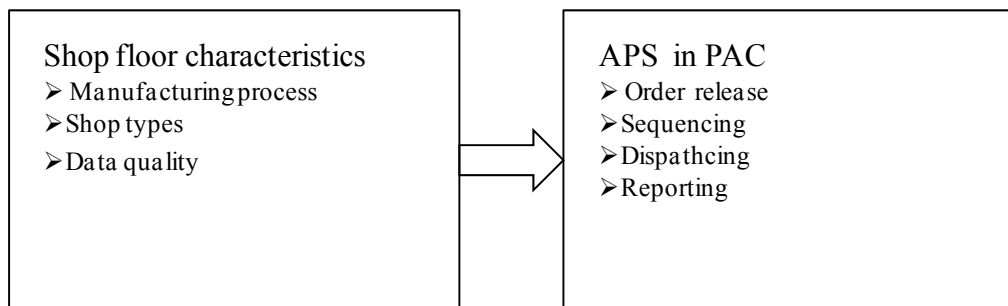 Shop floor characteristics
➢ Manufacturing process
➢ Shop types
➢ Data quality
APS in PAC
➢ Order release
➢ Sequencing
➢ Dispathcing
➢ Reporting